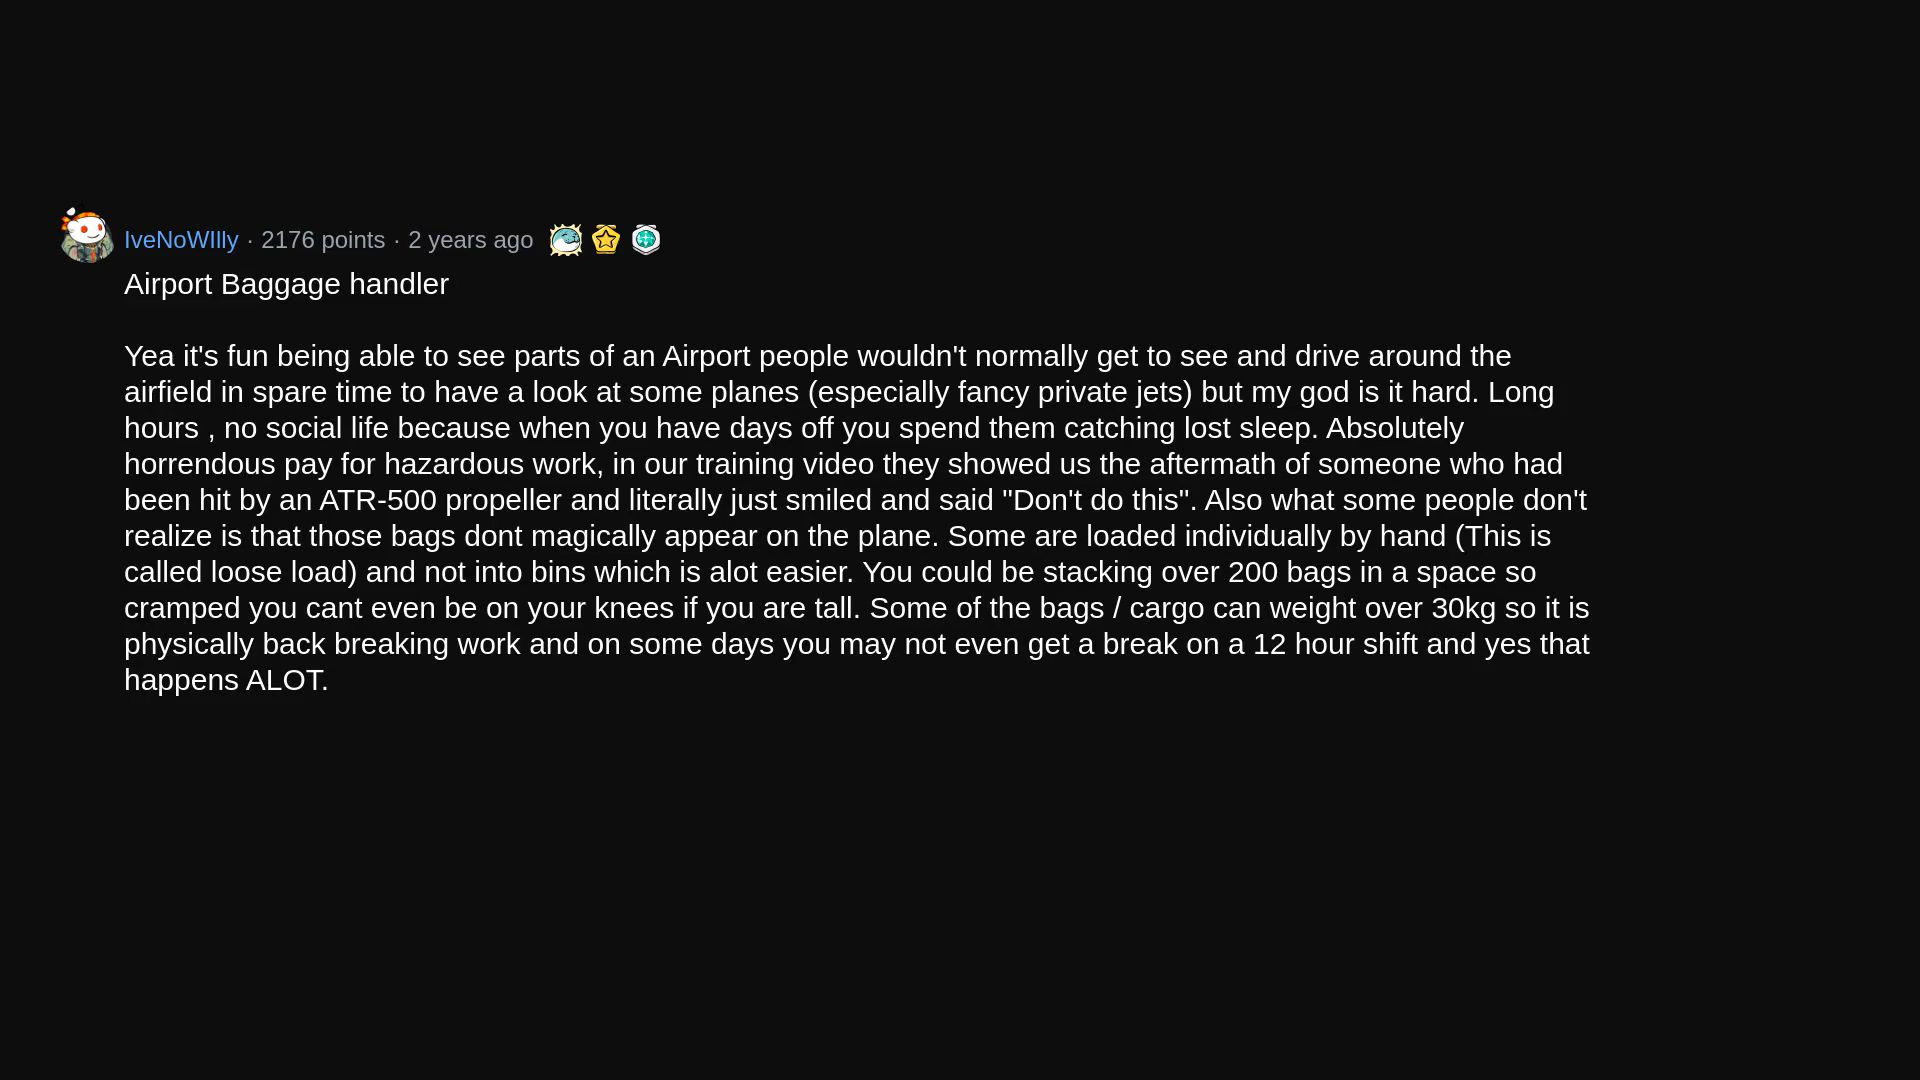 IveNoWIlly · 2176 points · 2 years ago
Airport Baggage handler
Yea it's fun being able to see parts of an Airport people wouldn't normally get to see and drive around the
airfield in spare time to have a look at some planes (especially fancy private jets) but my god is it hard. Long
hours , no social life because when you have days off you spend them catching lost sleep. Absolutely
horrendous pay for hazardous work, in our training video they showed us the aftermath of someone who had
been hit by an ATR-500 propeller and literally just smiled and said "Don't do this". Also what some people don't
realize is that those bags dont magically appear on the plane. Some are loaded individually by hand (This is
called loose load) and not into bins which is alot easier. You could be stacking over 200 bags in a space so
cramped you cant even be on your knees if you are tall. Some of the bags / cargo can weight over 30kg so it is
physically back breaking work and on some days you may not even get a break on a 12 hour shift and yes that
happens ALOT.